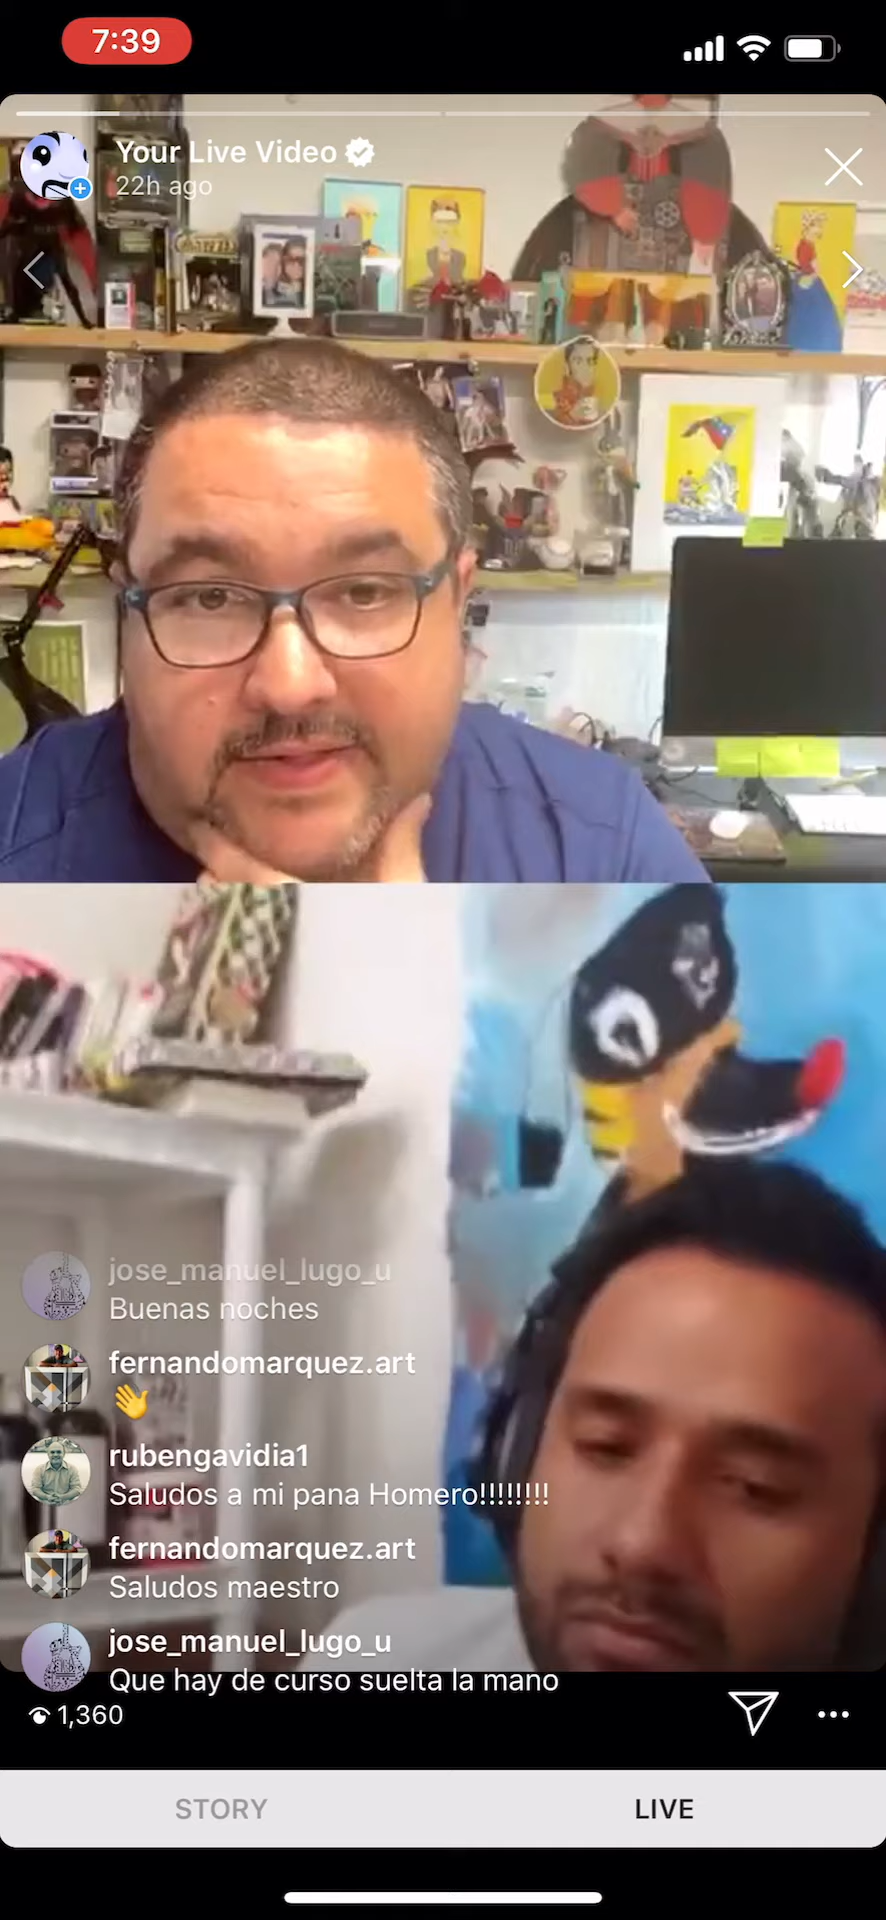 7:39
Your Live Video
22h ago
jose_manuel_lugo_u
Buenas noches
fernandomarquez.art
👋
rubengavidia1
Saludos a mi pana Homero!!!!!!!!
fernandomarquez.art
Saludos maestro
jose_manuel_lugo_u
Que hay de curso suelta la mano
1,360
STORY
LIVE